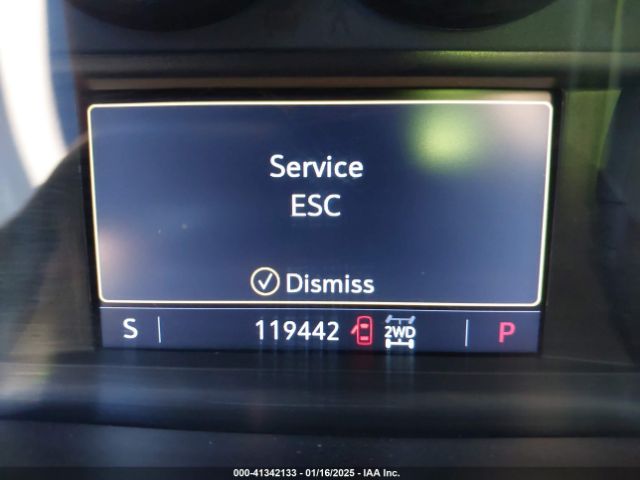 Service
ESC
Dismiss
S 119442 2WD P
000-41342133 - 01/16/2025 - IAA Inc.